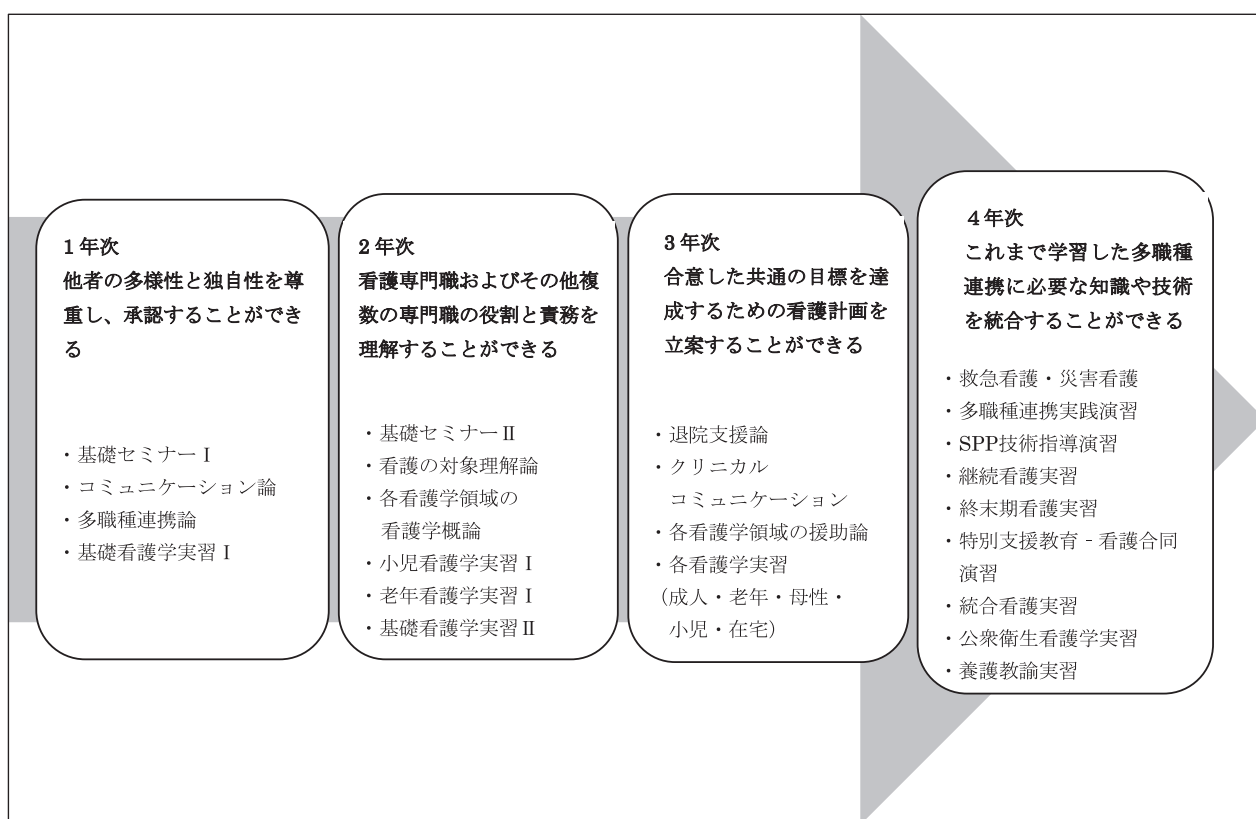 1年次
他者の多様性と独自性を尊
重し、承認することができ
る
・基礎セミナーⅠ
・コミュニケーション論
・多職種連携論
・基礎看護学実習Ⅰ
2年次
看護専門職およびその他複
数の専門職の役割と責務を
理解することができる
・基礎セミナーⅡ
・看護の対象理解論
・各看護学領域の
看護学概論
・小児看護学実習Ⅰ
・老年看護学実習Ⅰ
・基礎看護学実習Ⅱ
3年次
合意した共通の目標を達
成するための看護計画を
立案することができる
・退院支援論
・クリニカル
コミュニケーション
・各看護学領域の援助論
・各看護学実習
(成人・老年・母性・
小児・在宅)
4年次
これまで学習した多職種
連携に必要な知識や技術
を統合することができる
・救急看護・災害看護
・多職種連携実践演習
・SPP技術指導演習
・継続看護実習
・終末期看護実習
・特別支援教育‐看護合同
演習
・統合看護実習
・公衆衛生看護学実習
・養護教諭実習